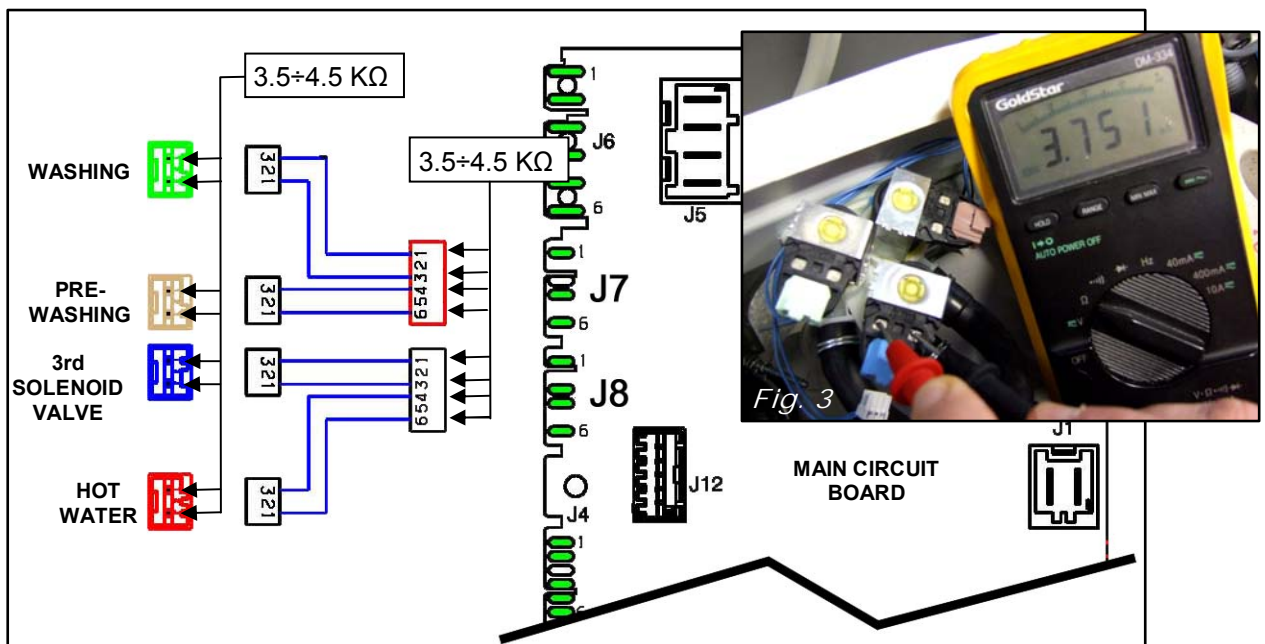 3.5÷4.5 KΩ
3.5÷4.5 KΩ
WASHING
321
PRE-
WASHING
321
3rd
SOLENOID
VALVE
321
HOT
WATER
321
654321
654321
1
J6
6
1
J7
6
1
J8
6
J4
1
J5
J12
MAIN CIRCUIT
BOARD
J1
GoldStar
DM-334
3.751
HOLD
RANGE
MIN MAX
AUTO POWER OFF
Hz
40mA
400mA
10A
Ω
V
OFF
Fig. 3